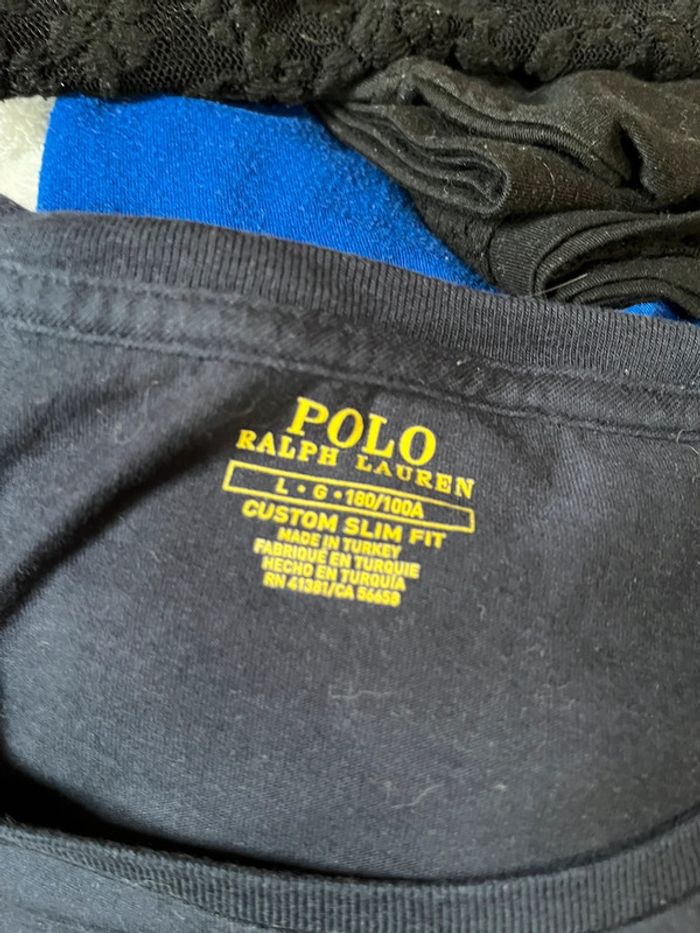 POLO
RALPH LAUREN
L • G • 180/100A
CUSTOM SLIM FIT
MADE IN TURKEY
FABRIQUÉ EN TURQUIE
HECHO EN TURQUÍA
RN 41381/CA 56658